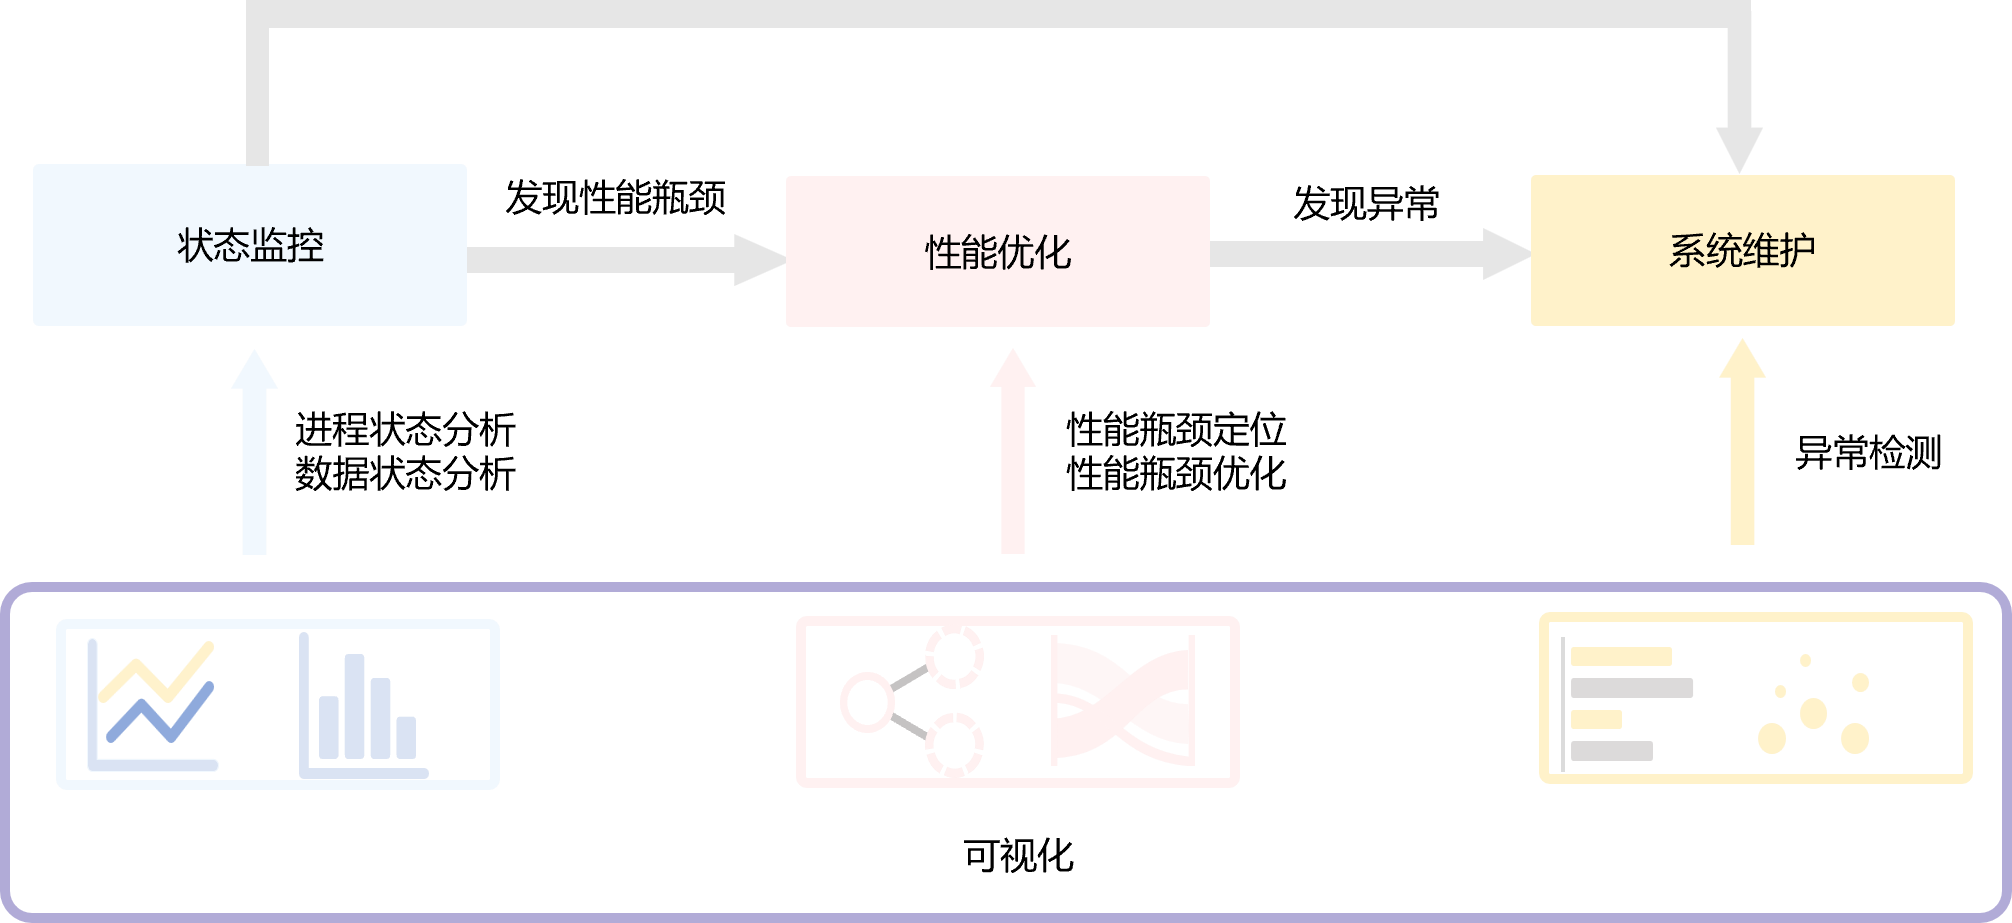 发现性能瓶颈
发现异常
状态监控
性能优化
系统维护
进程状态分析
数据状态分析
性能瓶颈定位
性能瓶颈优化
异常检测
可视化